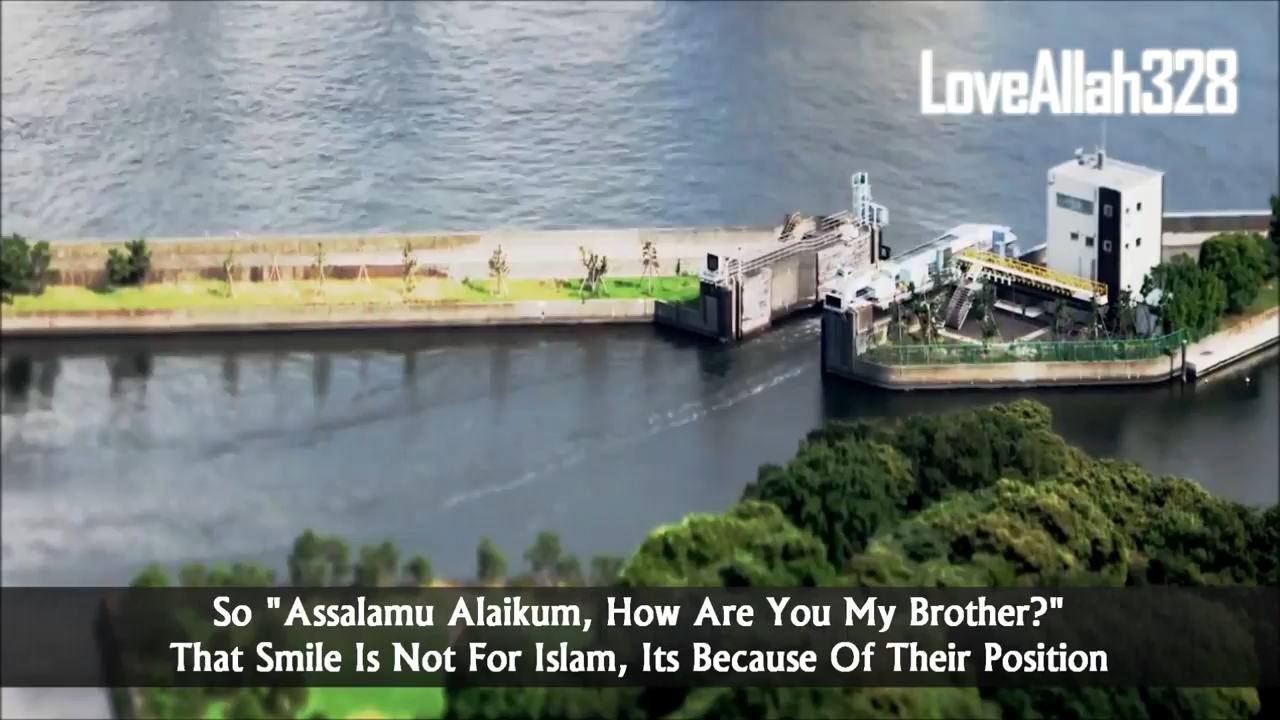 LoveAllah328
So "Assalamu Alaikum, How Are You My Brother?"
That Smile Is Not For Islam, Its Because Of Their Position